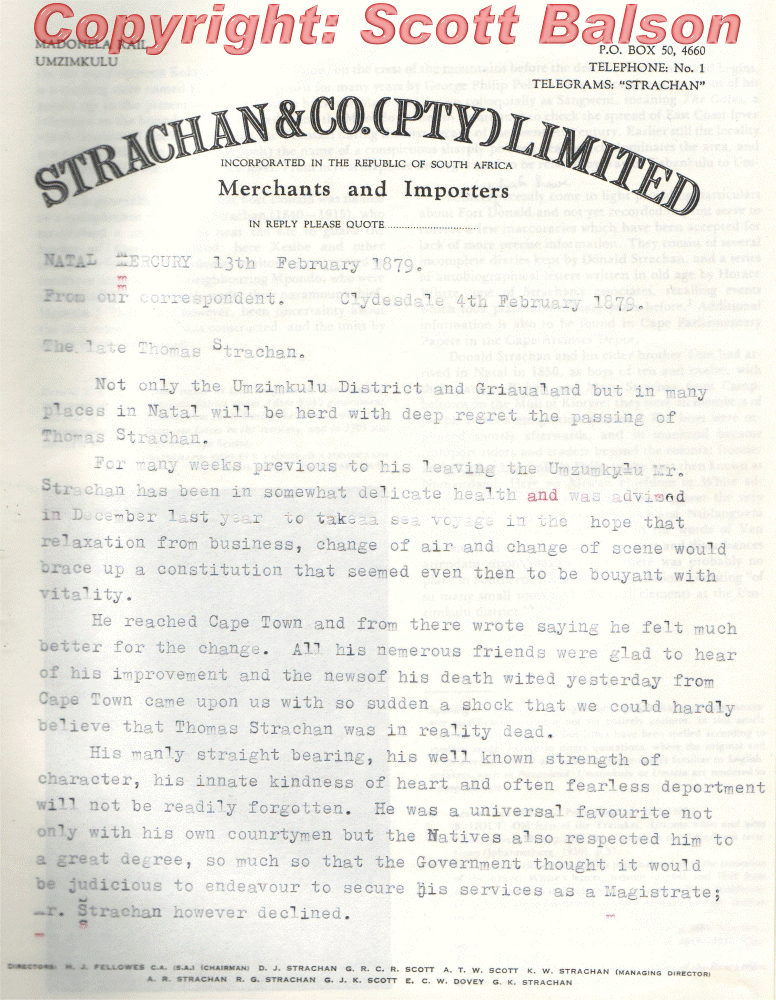 Copyright: Scott Balson
MADONELA RAIL
UMZIMKULU
P.O. BOX 50, 4660
TELEPHONE: No. 1
TELEGRAMS: "STRACHAN"
STRACHAN & CO. (PTY) LIMITED
INCORPORATED IN THE REPUBLIC OF SOUTH AFRICA
Merchants and Importers
IN REPLY PLEASE QUOTE..............................
NATAL MERCURY 13th February 1879.
From our correspondent. Clydesdale 4th February 1879.
The late Thomas Strachan.
Not only the Umzimkulu District and Griaualand but in many
places in Natal will be herd with deep regret the passing of
Thomas Strachan.
For many weeks previous to his leaving the Umzumkylu Mr.
Strachan has been in somewhat delicate health and was advised
in December last year to takeaa sea voyage in the hope that
relaxation from business, change of air and change of scene would
brace up a constitution that seemed even then to be bouyant with
vitality.
He reached Cape Town and from there wrote saying he felt much
better for the change. All his nemerous friends were glad to hear
of his improvement and the newsof his death wited yesterday from
Cape Town came upon us with so sudden a shock that we could hardly
believe that Thomas Strachan was in reality dead.
His manly straight bearing, his well known strength of
character, his innate kindness of heart and often fearless deportment
will not be readily forgotten. He was a universal favourite not
only with his own counrtymen but the Natives also respected him to
a great degree, so much so that the Government thought it would
be judicious to endeavour to secure his services as a Magistrate;
Mr. Strachan however declined.
DIRECTORS: H. J. FELLOWES C.A. (S.A.) (CHAIRMAN) D. J. STRACHAN G. R. C. R. SCOTT A. T. W. SCOTT K. W. STRACHAN (MANAGING DIRECTOR)
A. R. STRACHAN R. G. STRACHAN G. J. K. SCOTT E. C. W. DOVEY G. K. STRACHAN